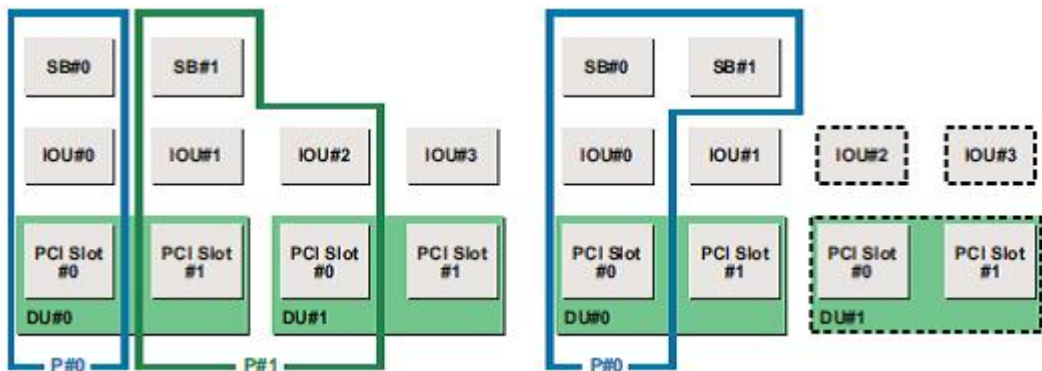 SB#0 SB#1 SB#0 SB#1
IOU#0 IOU#1 IOU#2 IOU#3 IOU#0 IOU#1 IOU#2 IOU#3
PCI Slot PCI Slot PCI Slot PCI Slot PCI Slot PCI Slot PCI Slot PCI Slot
#0 #1 #0 #1 #0 #1 #0 #1
DU#0 DU#1 DU#0 DU#1
P#0 P#1 P#0